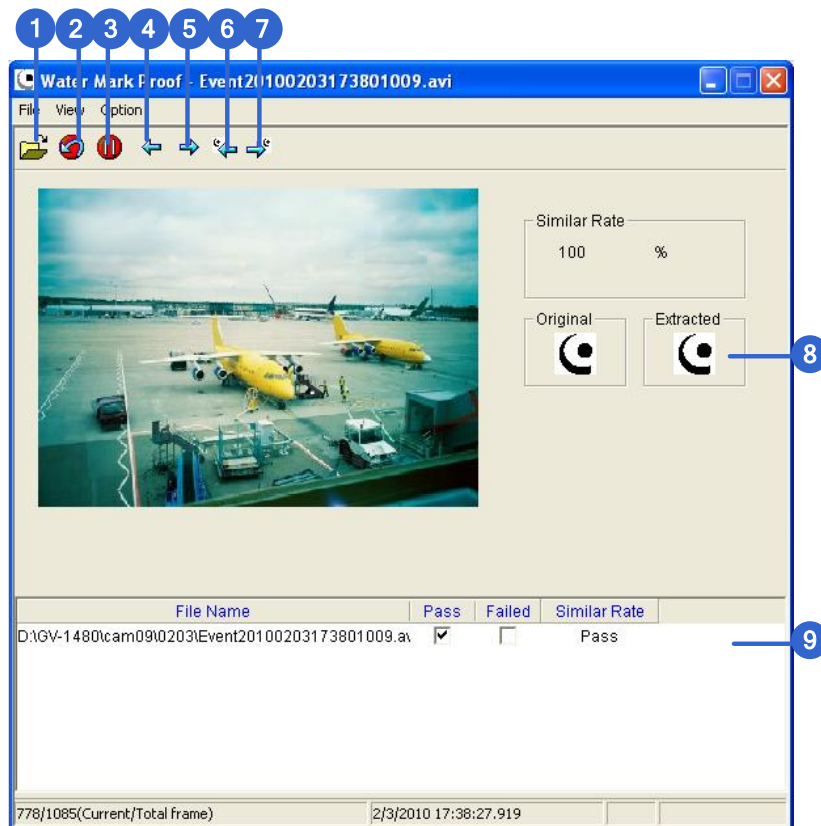 1 2 3 4 5 6 7
Water Mark Proof - Event20100203173801009.avi
File View Option
Similar Rate
100 %
Original Extracted
8
File Name Pass Failed Similar Rate
D:\GV-1480\cam09\0203\Event20100203173801009.av Pass
9
778/1085(Current/Total frame) 2/3/2010 17:38:27.919